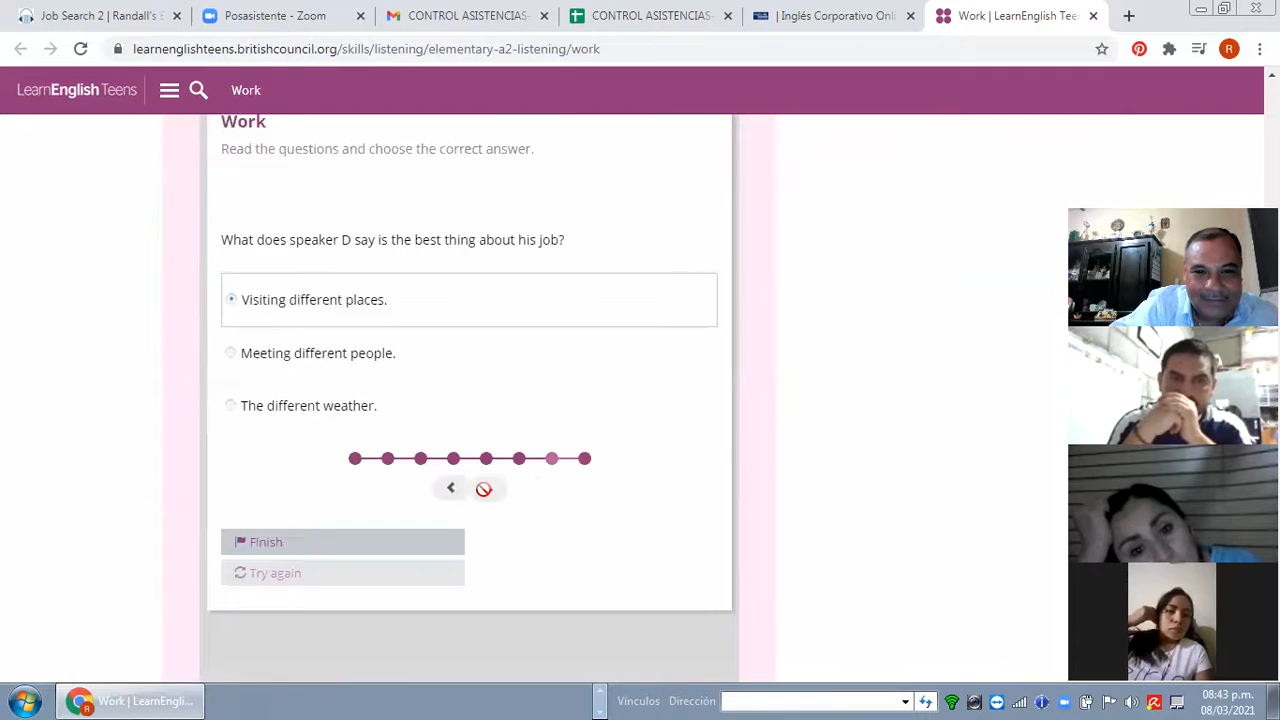 Job Search 2 | Randall's E
Posasistente - Zoom
CONTROL ASISTENCIAS-
CONTROL ASISTENCIAS-
| Inglés Corporativo Onl
Work | LearnEnglish Tee
learnenglishteens.britishcouncil.org/skills/listening/elementary-a2-listening/work
R
LearnEnglish Teens
Work
Work
Read the questions and choose the correct answer.
What does speaker D say is the best thing about his job?
Visiting different places.
Meeting different people.
The different weather.
Finish
Try again
Work | LearnEngli...
Vínculos
Dirección
08:43 p.m.
08/03/2021